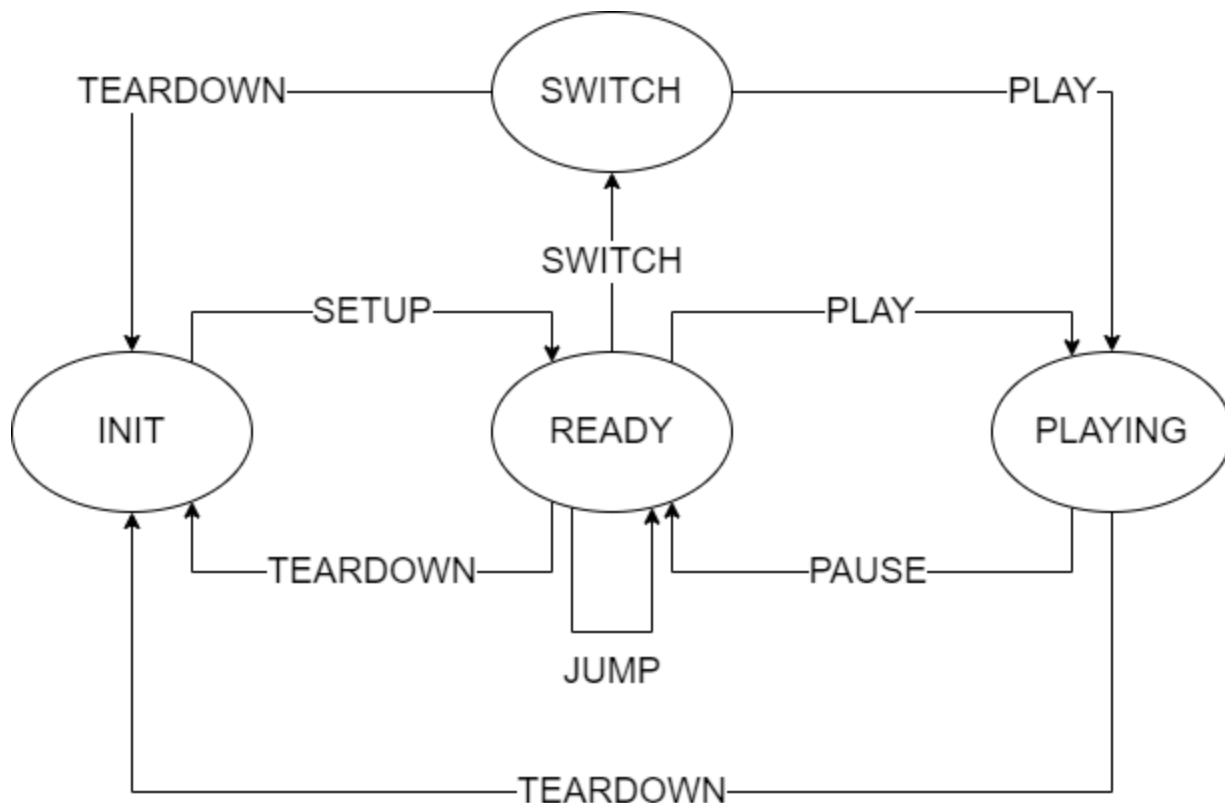 TEARDOWN
SWITCH
PLAY
SWITCH
SETUP
PLAY
INIT
READY
PLAYING
TEARDOWN
PAUSE
JUMP
TEARDOWN